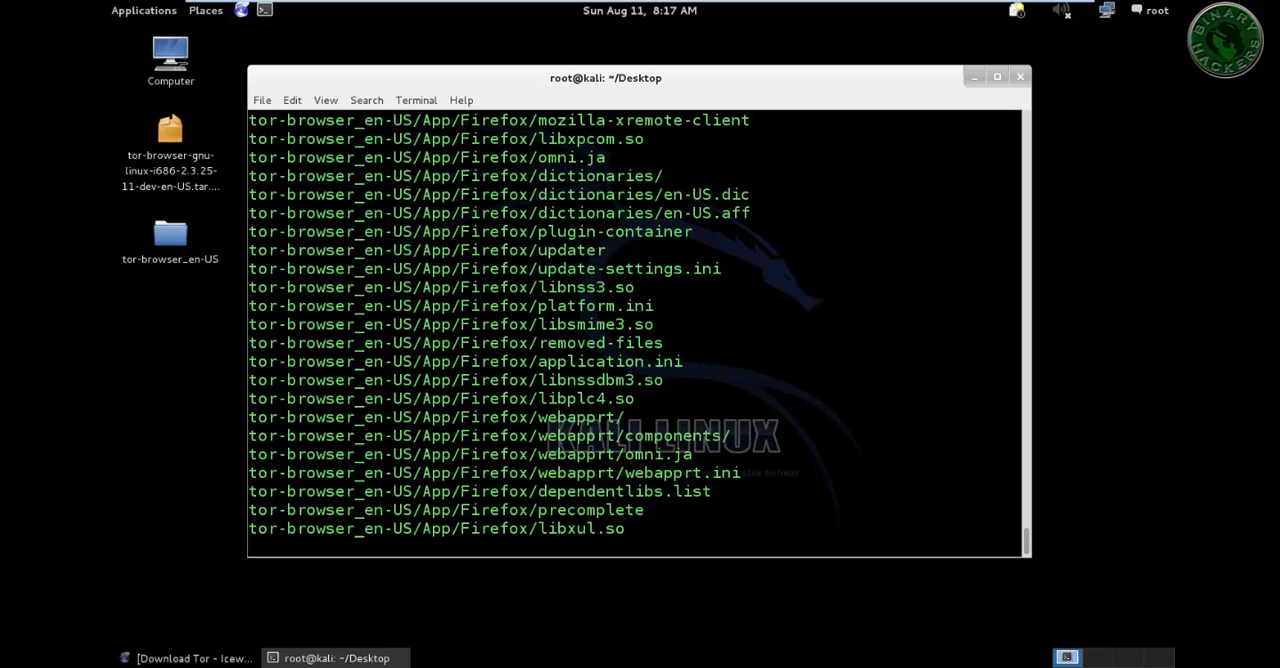 Applications Places
Sun Aug 11, 8:17 AM
root
BINARY
HACKERS
Computer
tor-browser-gnu-
linux-i686-2.3.25-
11-dev-en-US.tar....
tor-browser_en-US
root@kali: ~/Desktop
File Edit View Search Terminal Help
tor-browser_en-US/App/Firefox/mozilla-xremote-client
tor-browser_en-US/App/Firefox/libxpcom.so
tor-browser_en-US/App/Firefox/omni.ja
tor-browser_en-US/App/Firefox/dictionaries/
tor-browser_en-US/App/Firefox/dictionaries/en-US.dic
tor-browser_en-US/App/Firefox/dictionaries/en-US.aff
tor-browser_en-US/App/Firefox/plugin-container
tor-browser_en-US/App/Firefox/updater
tor-browser_en-US/App/Firefox/update-settings.ini
tor-browser_en-US/App/Firefox/libnss3.so
tor-browser_en-US/App/Firefox/platform.ini
tor-browser_en-US/App/Firefox/libsmime3.so
tor-browser_en-US/App/Firefox/removed-files
tor-browser_en-US/App/Firefox/application.ini
tor-browser_en-US/App/Firefox/libnssdbm3.so
tor-browser_en-US/App/Firefox/libplc4.so
tor-browser_en-US/App/Firefox/webapprt/
tor-browser_en-US/App/Firefox/webapprt/components/
tor-browser_en-US/App/Firefox/webapprt/omni.ja
tor-browser_en-US/App/Firefox/webapprt/webapprt.ini
tor-browser_en-US/App/Firefox/dependentlibs.list
tor-browser_en-US/App/Firefox/precomplete
tor-browser_en-US/App/Firefox/libxul.so
KALI LINUX
able to hear
[Download Tor - Icew...
root@kali: ~/Desktop